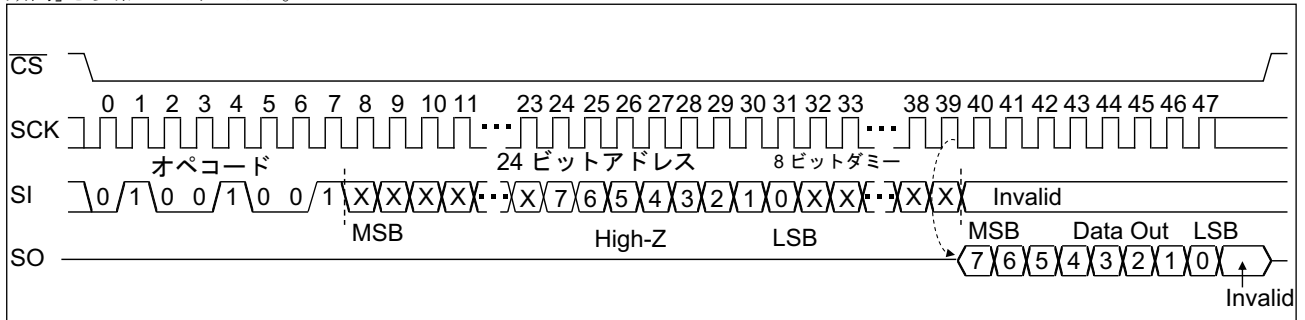 CS
0 1 2 3 4 5 6 7 8 9 10 11 23 24 25 26 27 28 29 30 31 32 33 38 39 40 41 42 43 44 45 46 47
SCK
オペコード 24 ビットアドレス 8 ビットダミー
SI 0 1 0 0 1 0 0 1 X X X X X 7 6 5 4 3 2 1 0 X X X X Invalid
MSB High-Z LSB MSB Data Out LSB
SO 7 6 5 4 3 2 1 0
Invalid